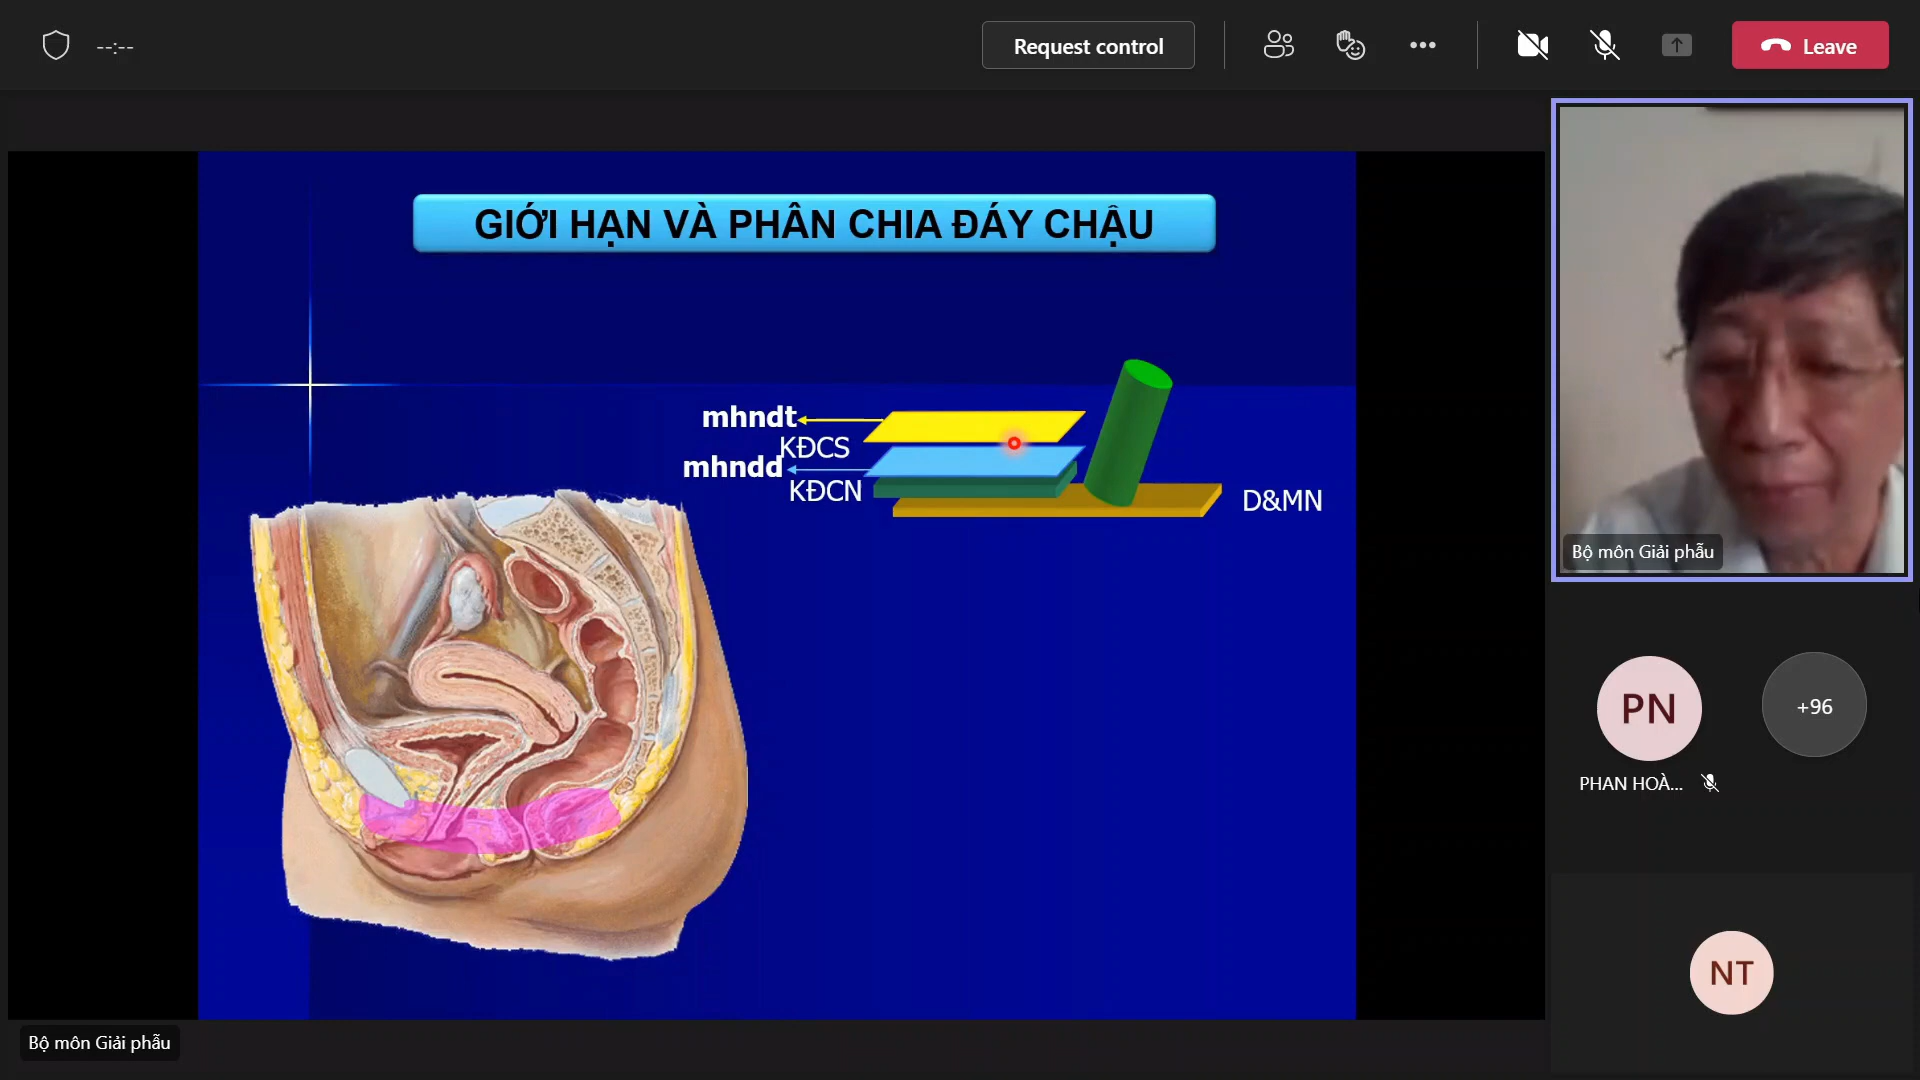 --:--
Request control
Leave
GIỚI HẠN VÀ PHÂN CHIA ĐÁY CHẬU
mhndt
KĐCS
mhndd
KĐCN
D&MN
Bộ môn Giải phẫu
PN
+96
PHAN HOÀ...
NT
Bộ môn Giải phẫu